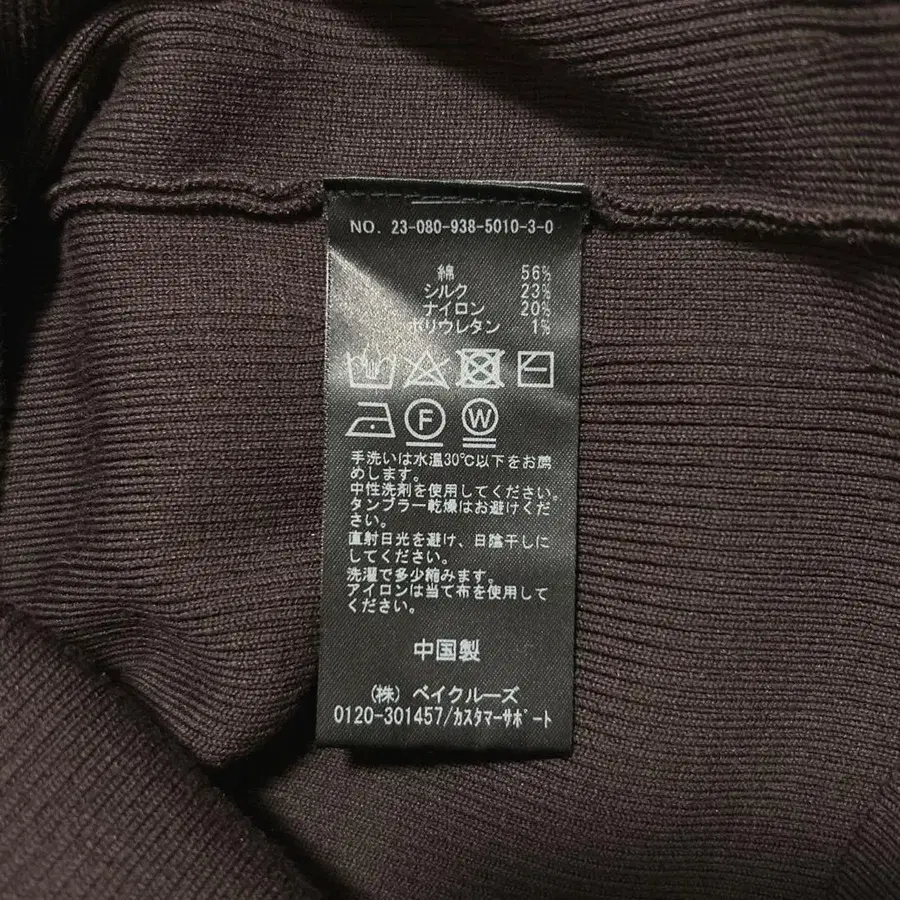 NO. 23-080-938-5010-3-0
綿 56%
シルク 23%
ナイロン 20%
ポリウレタン 1%
F W
手洗いは水温30℃以下をお薦
めします。
中性洗剤を使用してください。
タンブラー乾燥はお避けくだ
さい。
直射日光を避け、日陰干しに
してください。
洗濯で多少縮みます。
アイロンは当て布を使用して
ください。
中国製
(株) ベイクルーズ
0120-301457/カスタマーサポート